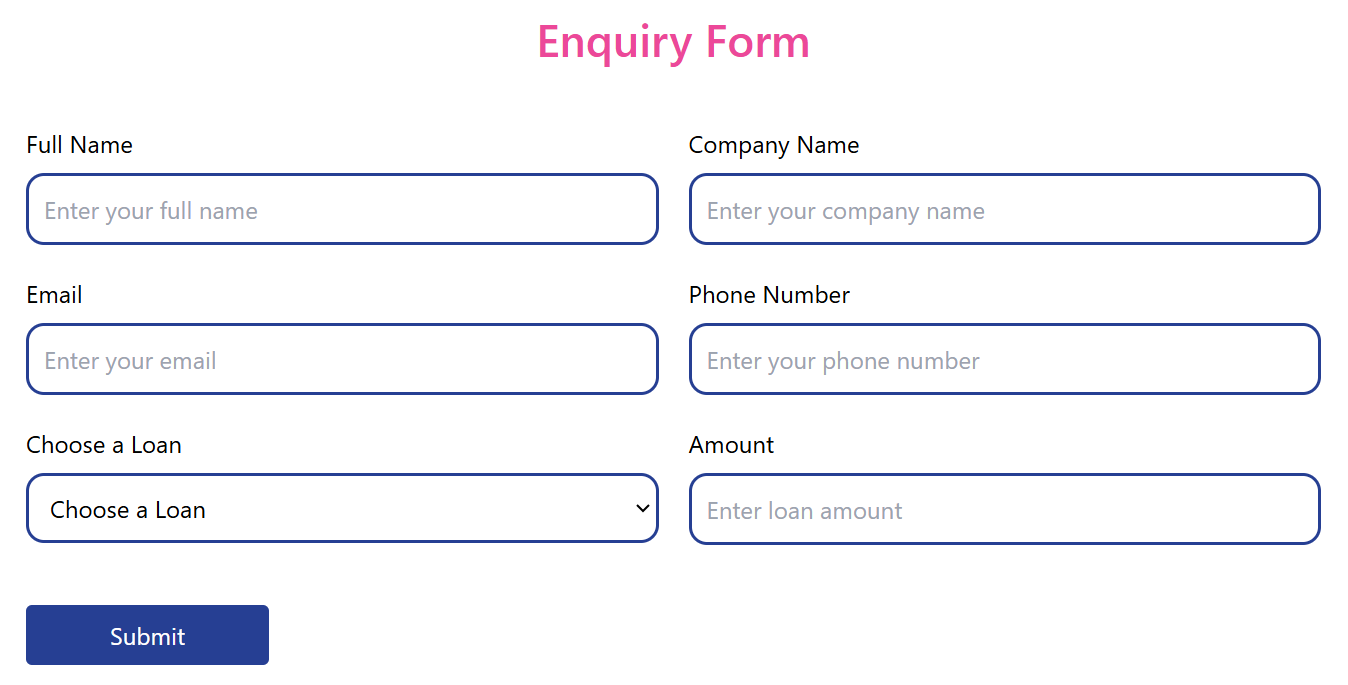 Enquiry Form
Full Name
Enter your full name
Company Name
Enter your company name
Email
Enter your email
Phone Number
Enter your phone number
Choose a Loan
Choose a Loan
Amount
Enter loan amount
Submit